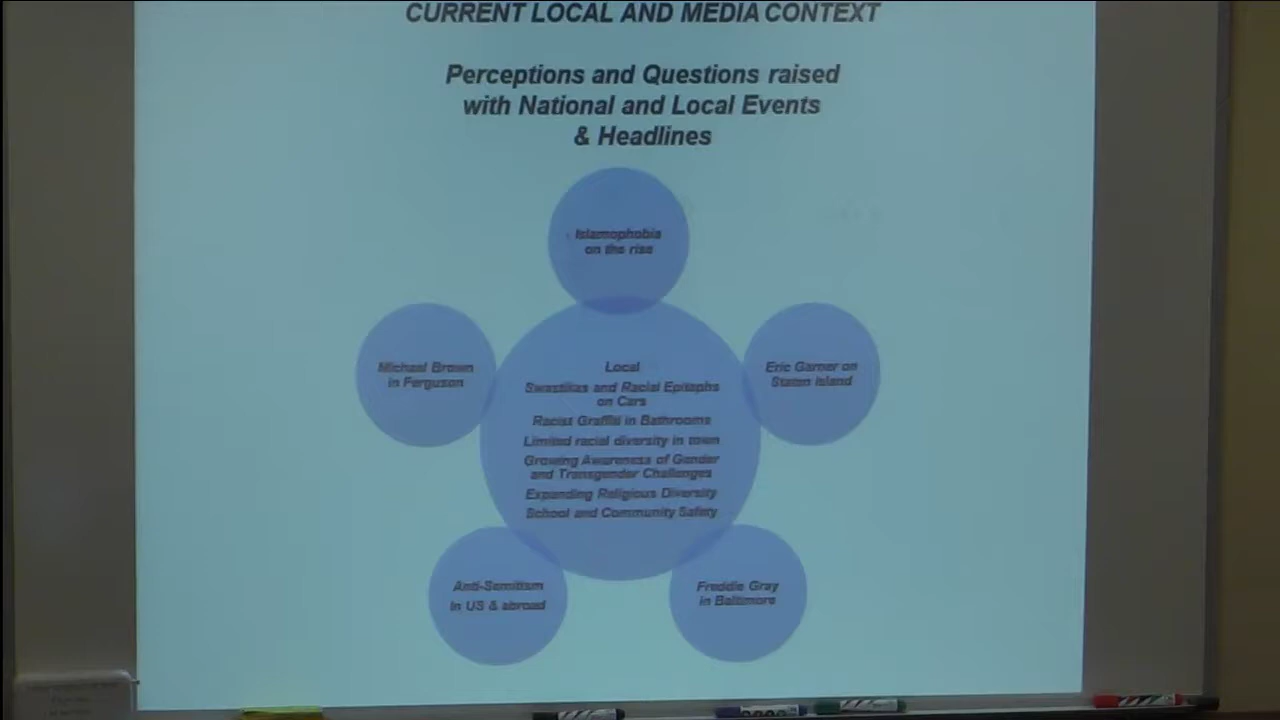 CURRENT LOCAL AND MEDIA CONTEXT
Perceptions and Questions raised
with National and Local Events
& Headlines
Islamophobia
on the rise
Michael Brown
in Ferguson
Eric Garner on
Staten Island
Local
Swastikas and Racial Epitaphs
on Cars
Racist Graffiti in Bathrooms
Limited racial diversity in town
Growing Awareness of Gender
and Transgender Challenges
Expanding Religious Diversity
School and Community Safety
Anti-Semitism
in US & abroad
Freddie Gray
in Baltimore